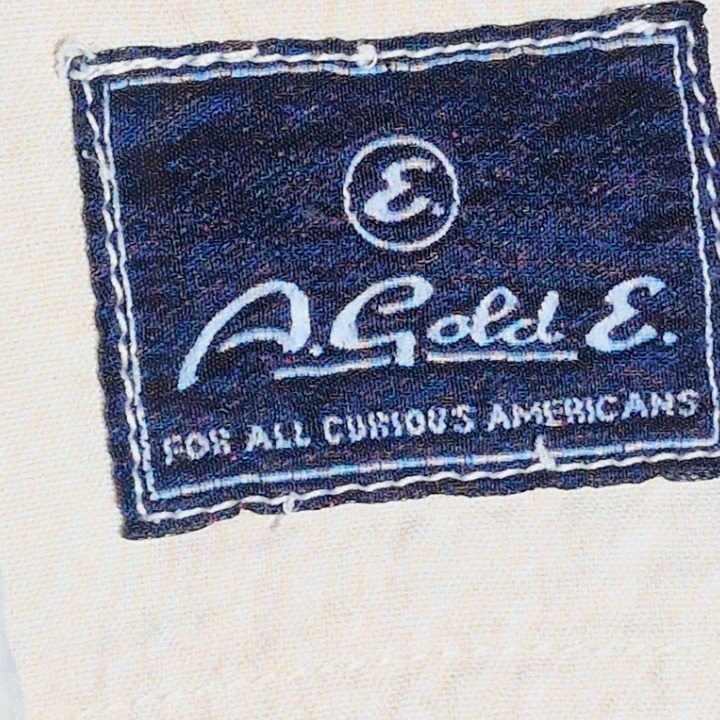 E.
A. Gold E.
FOR ALL CURIOUS AMERICANS